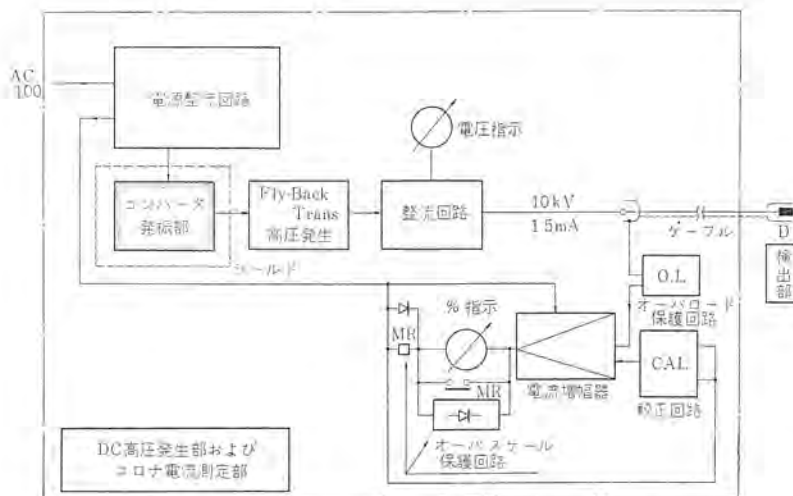 AC
100
電源整流回路
電圧指示
コンバータ
発振部
Fly-Back
Trans
高圧発生
整流回路
10kV
15mA
ケーブル
D
検
出
部
シールド
O.L
オーバロード
保護回路
%指示
MR
MR
電流増幅器
CAL.
較正回路
オーバスケール
保護回路
DC高圧発生部および
コロナ電流測定部